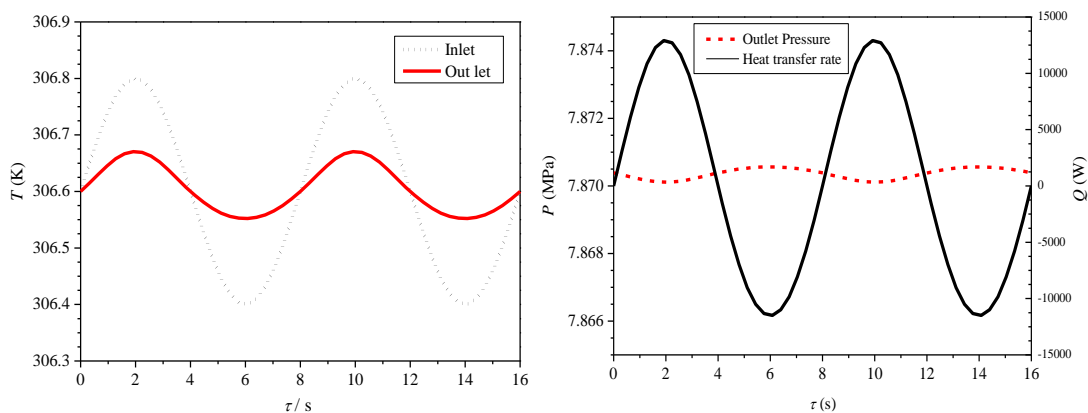 306.9
306.8
306.7
306.6
306.5
306.4
306.3
T (K)
Inlet
Out let
0 2 4 6 8 10 12 14 16
τ/ s
7.874
7.872
7.870
7.868
7.866
P (MPa)
Outlet Pressure
Heat transfer rate
15000
10000
5000
0
-5000
-10000
-15000
Q (W)
0 2 4 6 8 10 12 14 16
τ (s)